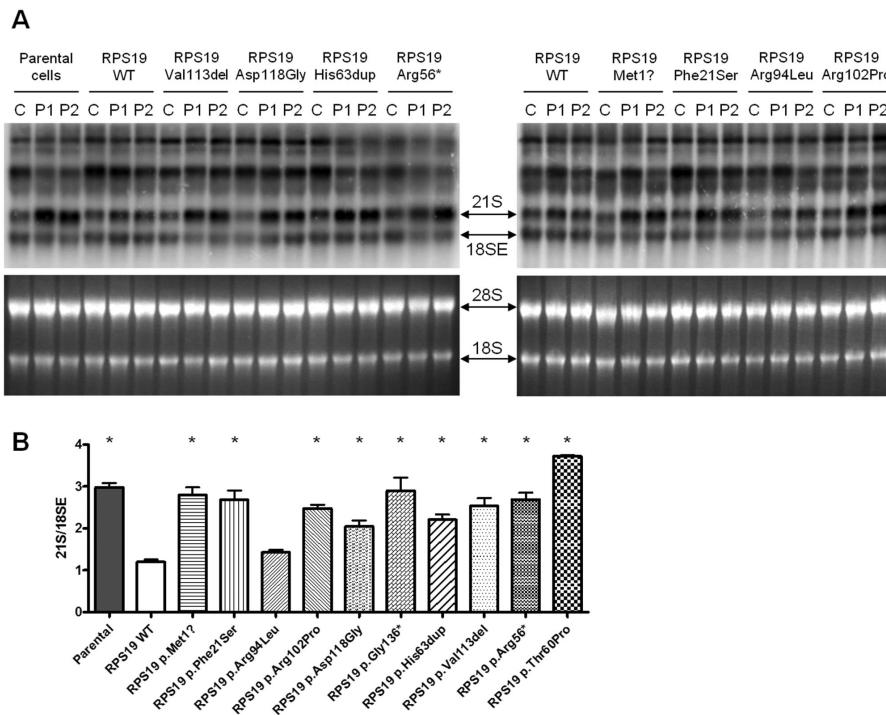 A
Parental cells
RPS19 WT
RPS19 Val113del
RPS19 Asp118Gly
RPS19 His63dup
RPS19 Arg56*
RPS19 WT
RPS19 Met1?
RPS19 Phe21Ser
RPS19 Arg94Leu
RPS19 Arg102Pro
C P1 P2 C P1 P2 C P1 P2 C P1 P2 C P1 P2 C P1 P2
C P1 P2 C P1 P2 C P1 P2 C P1 P2 C P1 P2
21S
18SE
28S
18S
B
* * * * * * * * * *
21S/18SE
4
3
2
1
0
Parental
RPS19 WT
RPS19 p.Met1?
RPS19 p.Phe21Ser
RPS19 p.Arg94Leu
RPS19 p.Arg102Pro
RPS19 p.Asp118Gly
RPS19 p.Gly136*
RPS19 p.His63dup
RPS19 p.Val113del
RPS19 p.Arg56*
RPS19 p.Thr60Pro